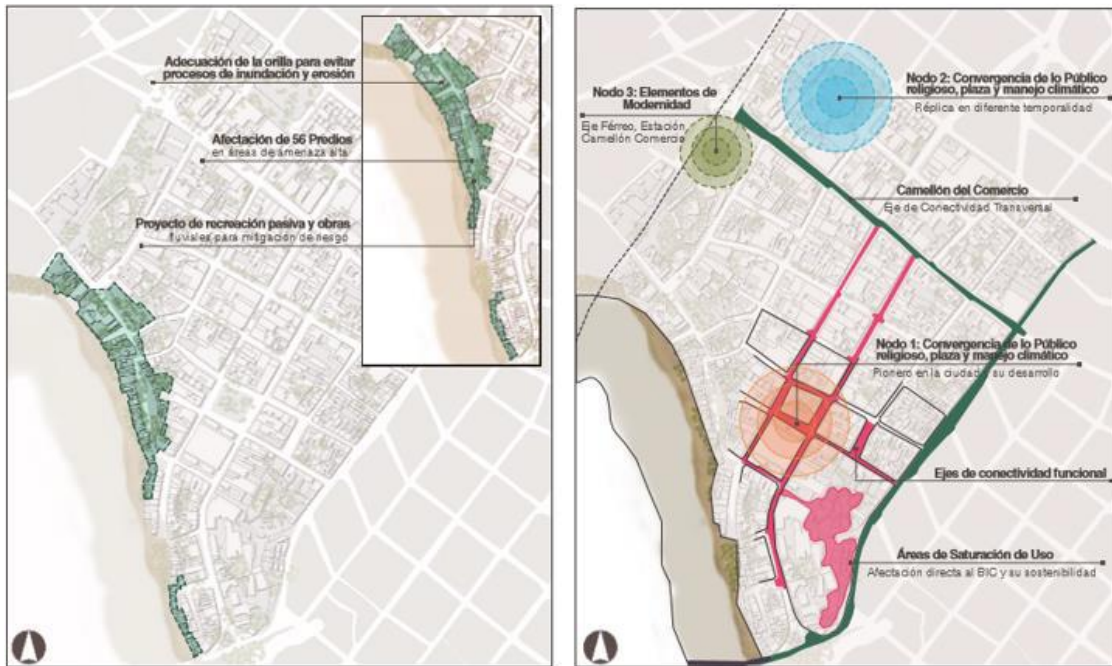 Adecuación de la orilla para evitar
procesos de inundación y erosión
Afectación de 56 Predios
en áreas de amenaza alta
Proyecto de recreación pasiva y obras
fluviales para mitigación de riesgo
Nodo 3: Elementos de
Modernidad
Eje Férreo, Estación
Camellón Comercio
Nodo 2: Convergencia de lo Público
religioso, plaza y manejo climático
Réplica en diferente temporalidad
Camellón del Comercio
Eje de Conectividad Transversal
Nodo 1: Convergencia de lo Público
religioso, plaza y manejo climático
Pionero en la ciudad y su desarrollo
Ejes de conectividad funcional
Áreas de Saturación de Uso
Afectación directa al BIC y su sostenibilidad